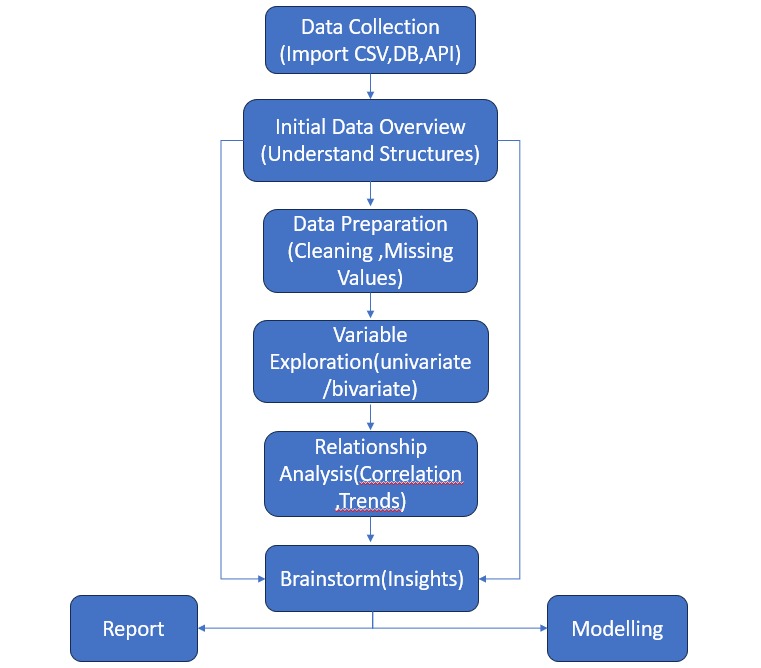 Data Collection
(Import CSV,DB,API)
Initial Data Overview
(Understand Structures)
Data Preparation
(Cleaning ,Missing
Values)
Variable
Exploration(univariate
/bivariate)
Relationship
Analysis(Correlation
,Trends)
Brainstorm(Insights)
Report
Modelling